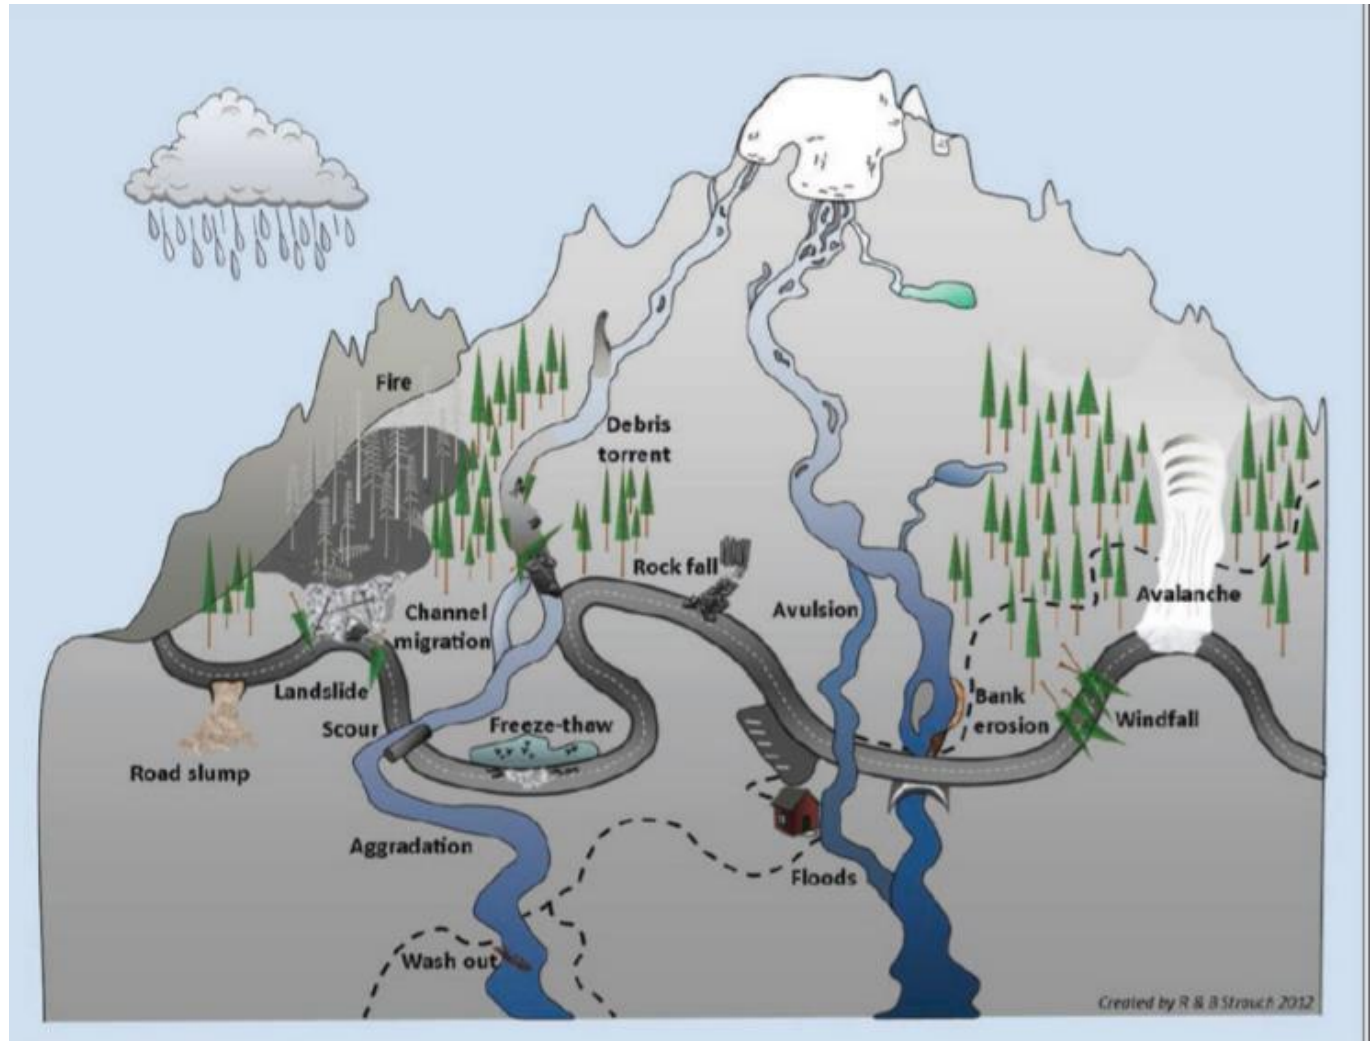 Fire
Debris
torrent
Rock fall
Channel
migration
Avulsion
Avalanche
Landslide
Scour
Freeze-thaw
Bank
erosion
Windfall
Road slump
Aggradation
Floods
Wash out
Created by R & B Strauch 2012